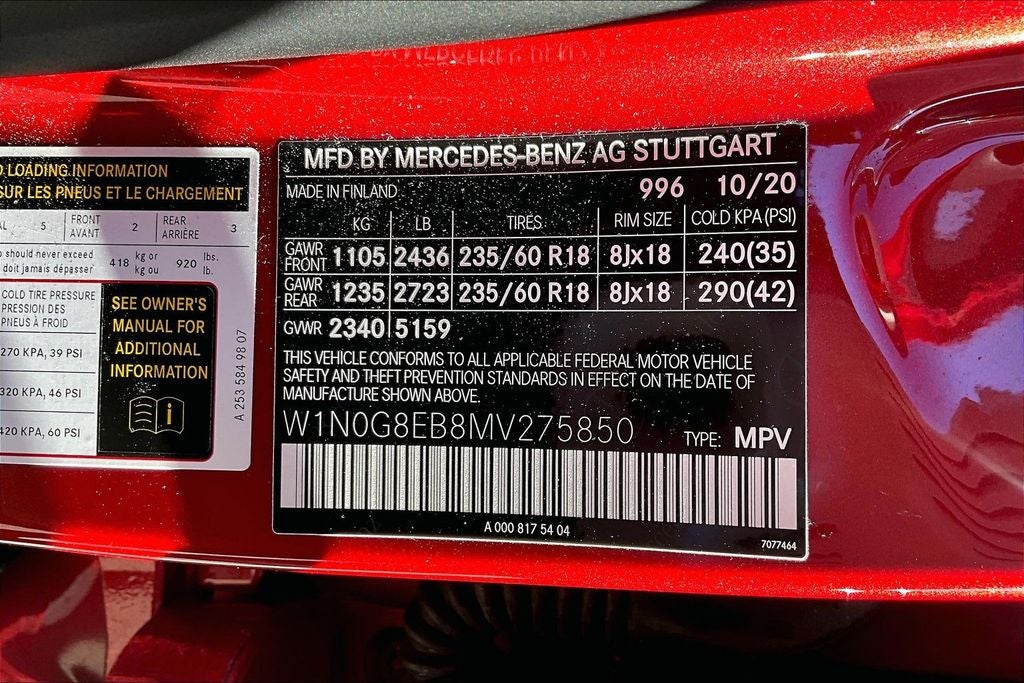 LOADING INFORMATION
SUR LES PNEUS ET LE CHARGEMENT
5 FRONT AVANT 2 REAR ARRIÈRE 3
should never exceed
doit jamais dépasser 418 kg or kg ou 920 lbs. lb.
COLD TIRE PRESSURE
PRESSION DES
PNEUS À FROID
270 KPA, 39 PSI
320 KPA, 46 PSI
420 KPA, 60 PSI
SEE OWNER'S
MANUAL FOR
ADDITIONAL
INFORMATION
A 253 584 98 07
MFD. BY MERCEDES-BENZ AG STUTTGART
MADE IN FINLAND 996 10/20
KG LB TIRES RIM SIZE COLD KPA (PSI)
GAWR FRONT 1105 2436 235/60 R18 8Jx18 240(35)
GAWR REAR 1235 2723 235/60 R18 8Jx18 290(42)
GVWR 2340 5159
THIS VEHICLE CONFORMS TO ALL APPLICABLE FEDERAL MOTOR VEHICLE
SAFETY AND THEFT PREVENTION STANDARDS IN EFFECT ON THE DATE OF
MANUFACTURE SHOWN ABOVE.
W1N0G8EB8MV275850 TYPE: MPV
A 000 817 54 04
7077464